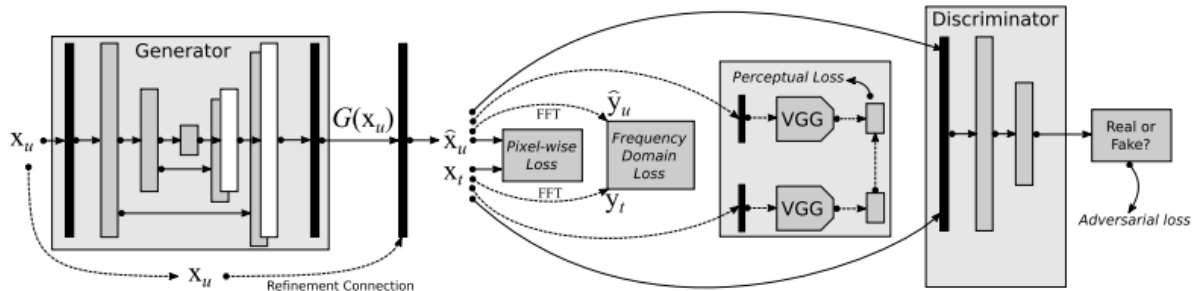 Generator
x_u
G(x_u)
x_u
Refinement Connection
x̂_u
x_t
FFT
FFT
Pixel-wise
Loss
ŷ_u
Frequency
Domain
Loss
y_t
Perceptual Loss
VGG
VGG
Discriminator
Real or
Fake?
Adversarial loss